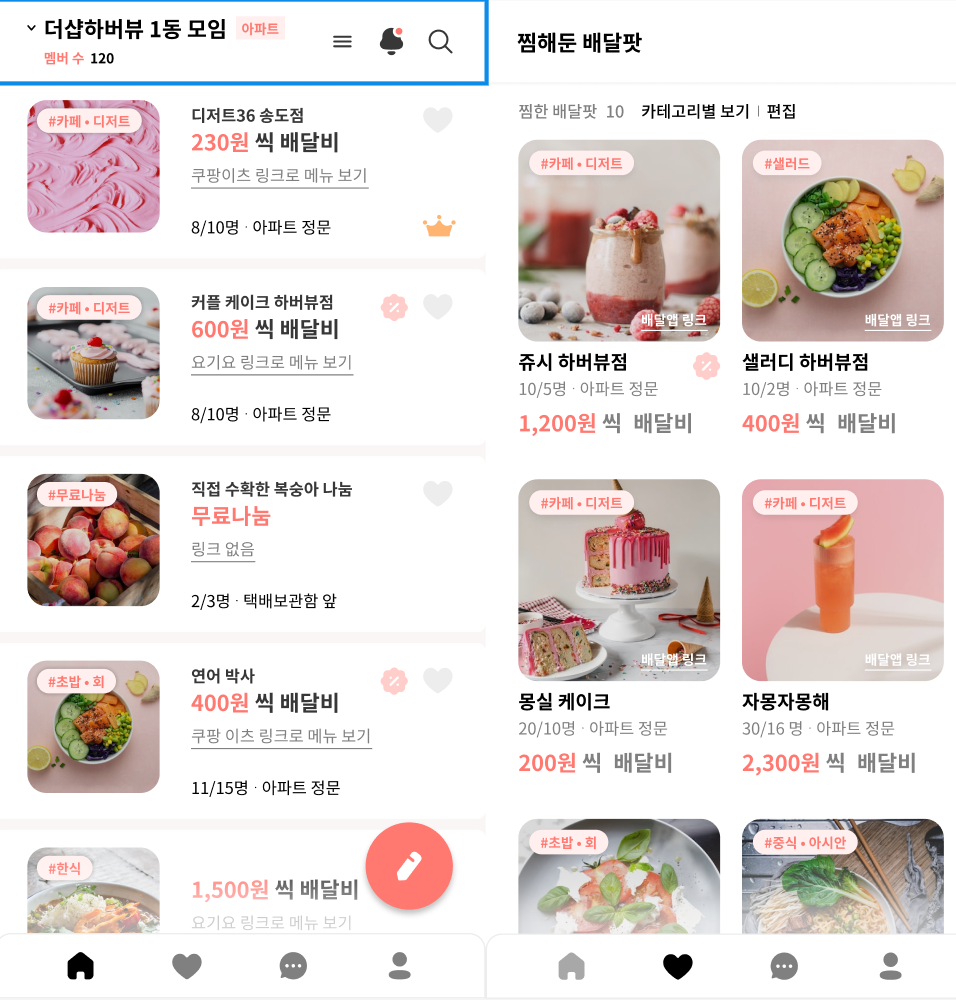 더샵하버뷰 1동 모임 아파트
멤버 수 120
#카페 • 디저트
디저트36 송도점
230원 씩 배달비
쿠팡이츠 링크로 메뉴 보기
8/10명 · 아파트 정문
#카페 • 디저트
커플 케이크 하버뷰점
600원 씩 배달비
요기요 링크로 메뉴 보기
8/10명 · 아파트 정문
#무료나눔
직접 수확한 복숭아 나눔
무료나눔
링크 없음
2/3명 · 택배보관함 앞
#초밥 • 회
연어 박사
400원 씩 배달비
쿠팡 이츠 링크로 메뉴 보기
11/15명 · 아파트 정문
#한식
1,500원 씩 배달비
요기요 링크로 메뉴 보기
찜해둔 배달팟
찜한 배달팟 10 카테고리별 보기 | 편집
#카페 • 디저트
배달앱 링크
쥬시 하버뷰점
10/5명 · 아파트 정문
1,200원 씩 배달비
#샐러드
배달앱 링크
샐러디 하버뷰점
10/2명 · 아파트 정문
400원 씩 배달비
#카페 • 디저트
배달앱 링크
몽실 케이크
20/10명 · 아파트 정문
200원 씩 배달비
#카페 • 디저트
배달앱 링크
자몽자몽해
30/16 명 · 아파트 정문
2,300원 씩 배달비
#초밥 • 회
#중식 • 아시안